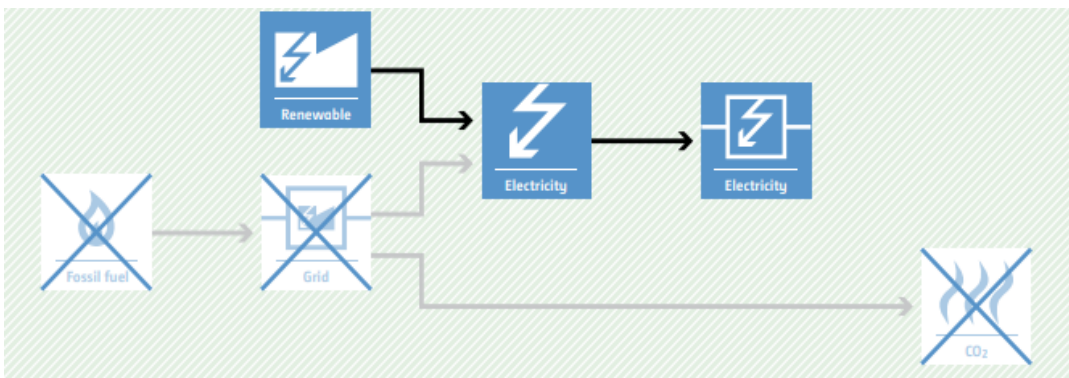 Renewable
Electricity
Electricity
Fossil fuel
Grid
CO₂